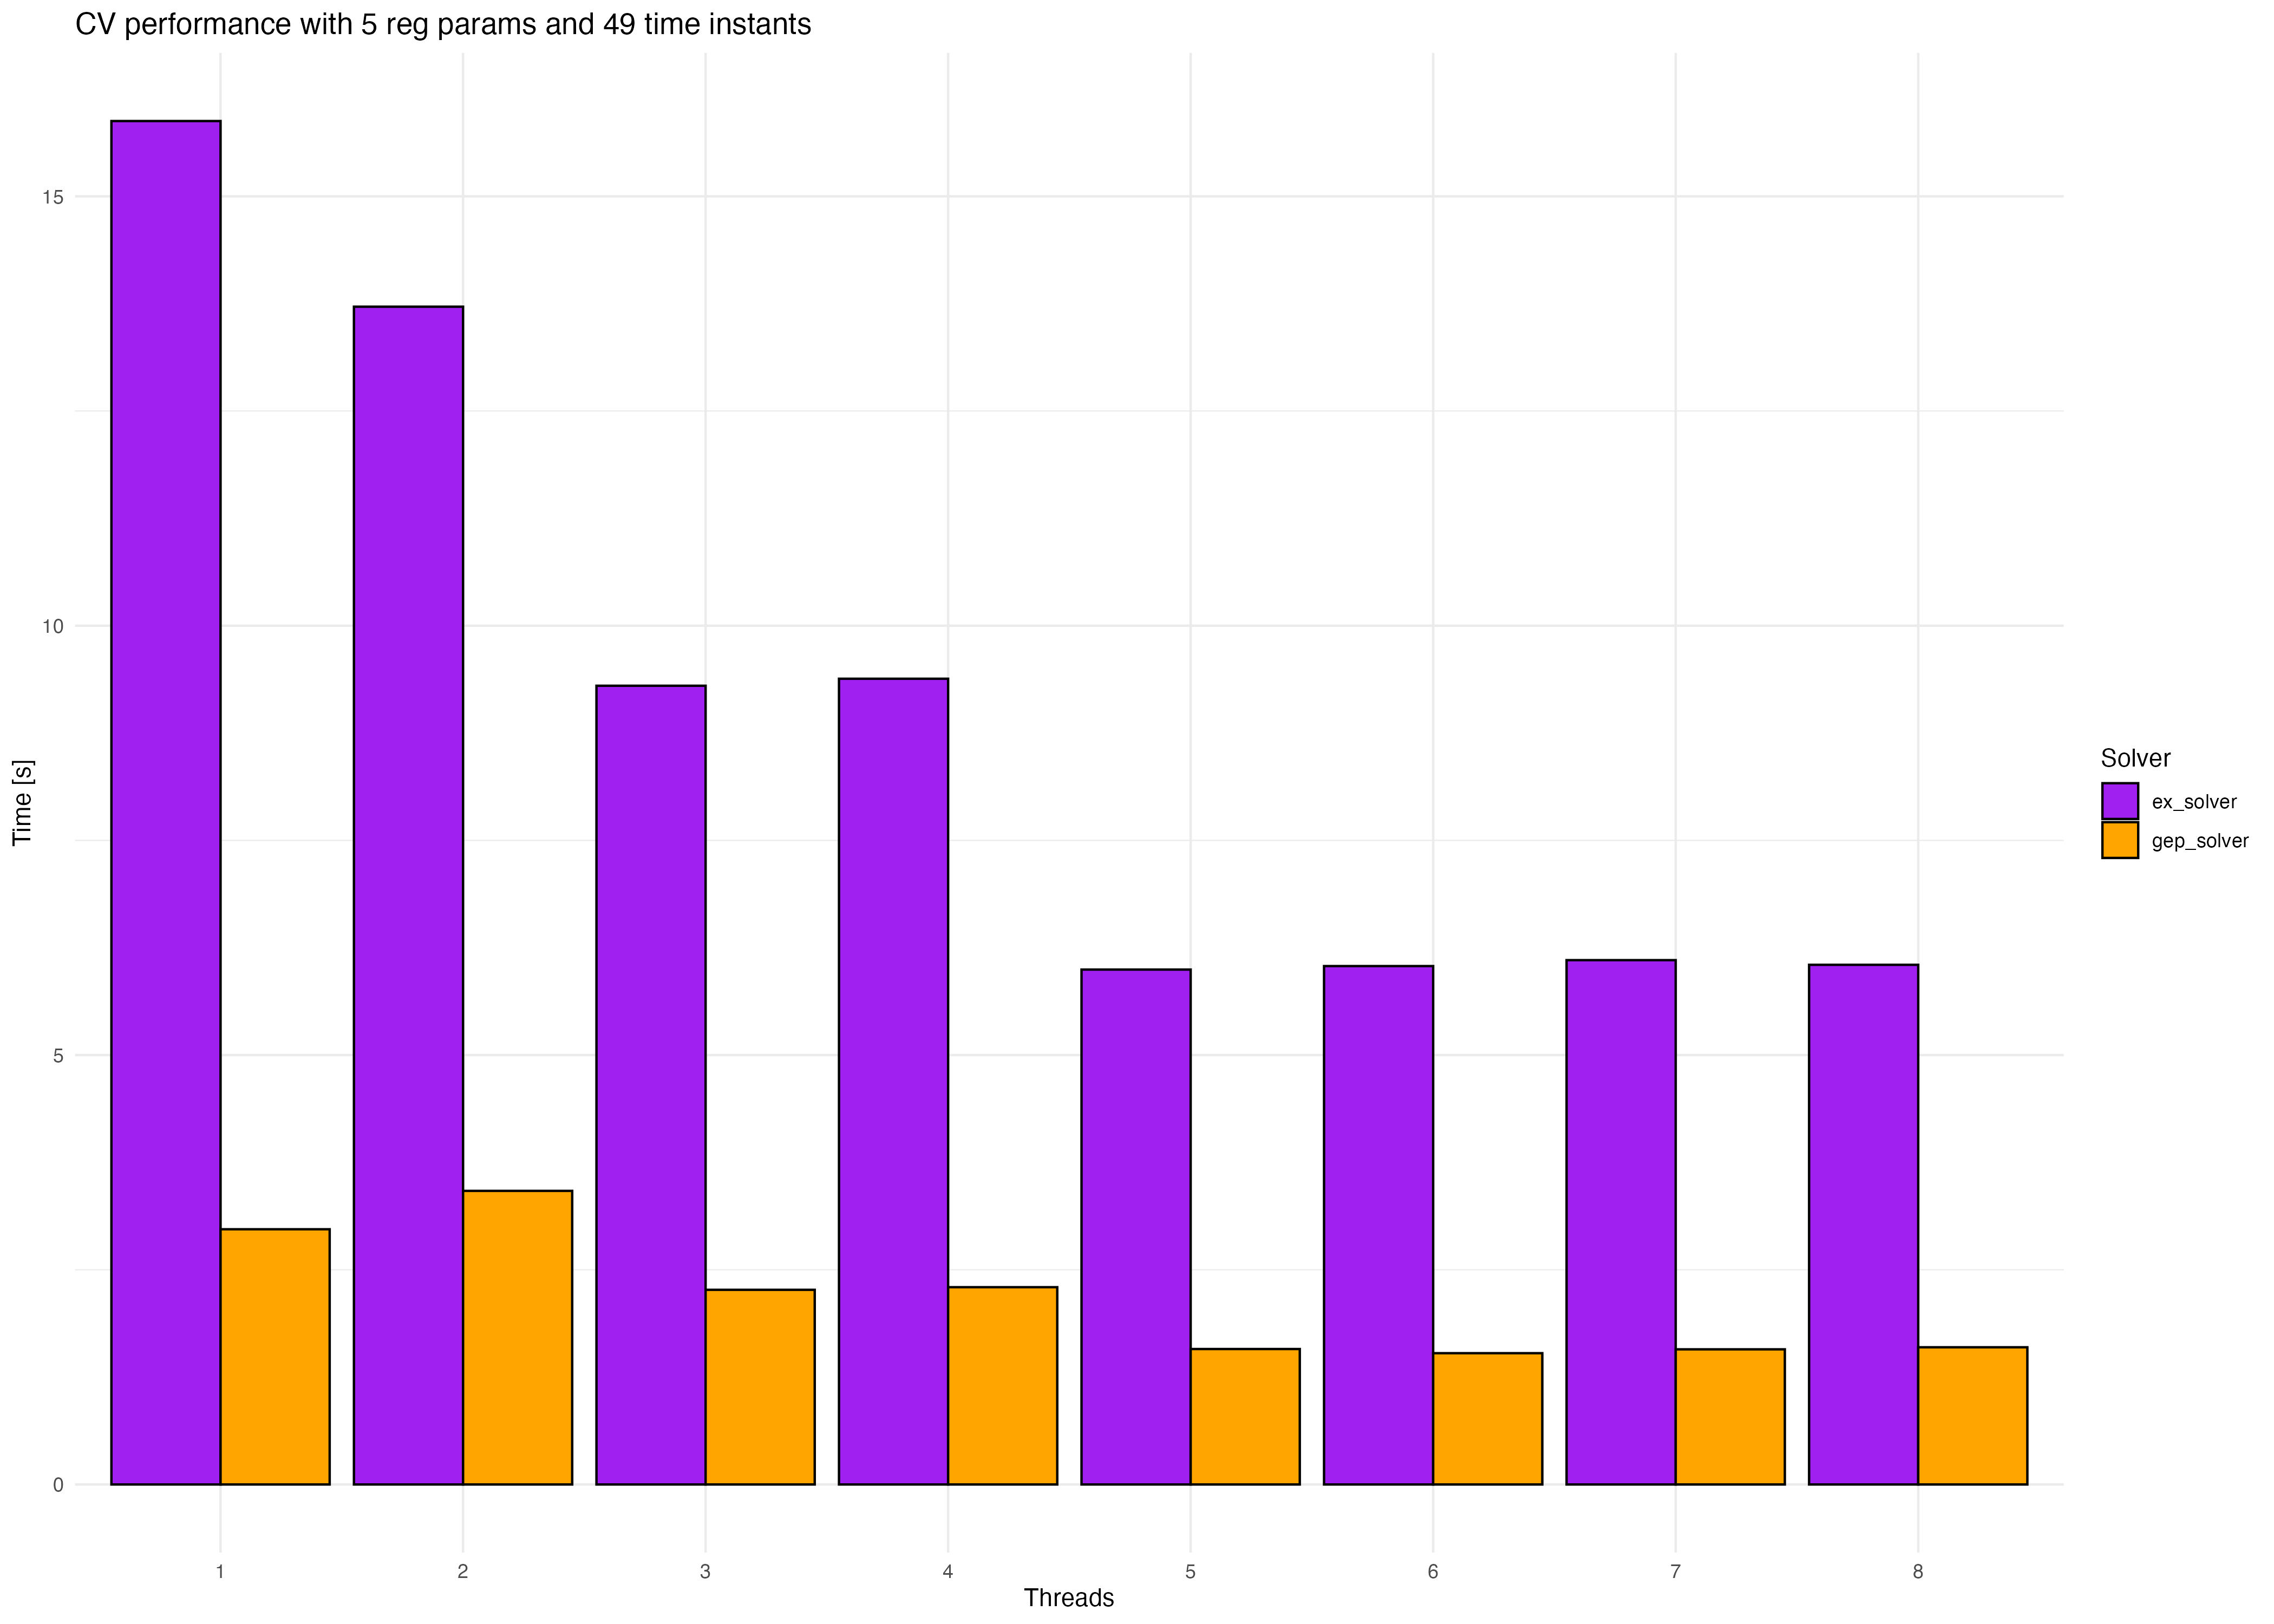 CV performance with 5 reg params and 49 time instants
15
10
5
0
Time [s]
1 2 3 4 5 6 7 8
Threads
Solver
ex_solver
gep_solver